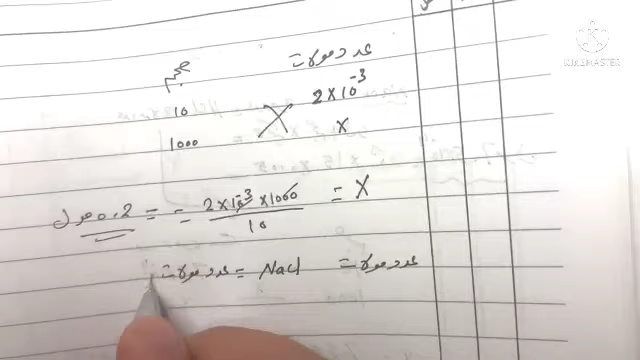 KINEMASTER
حجم عدد مولات
10 2×10⁻³
1000 x
X = 2×10⁻³ ×1000 / 10 = = 0.2 مول
عدد مولات NaCl = عدد مولات